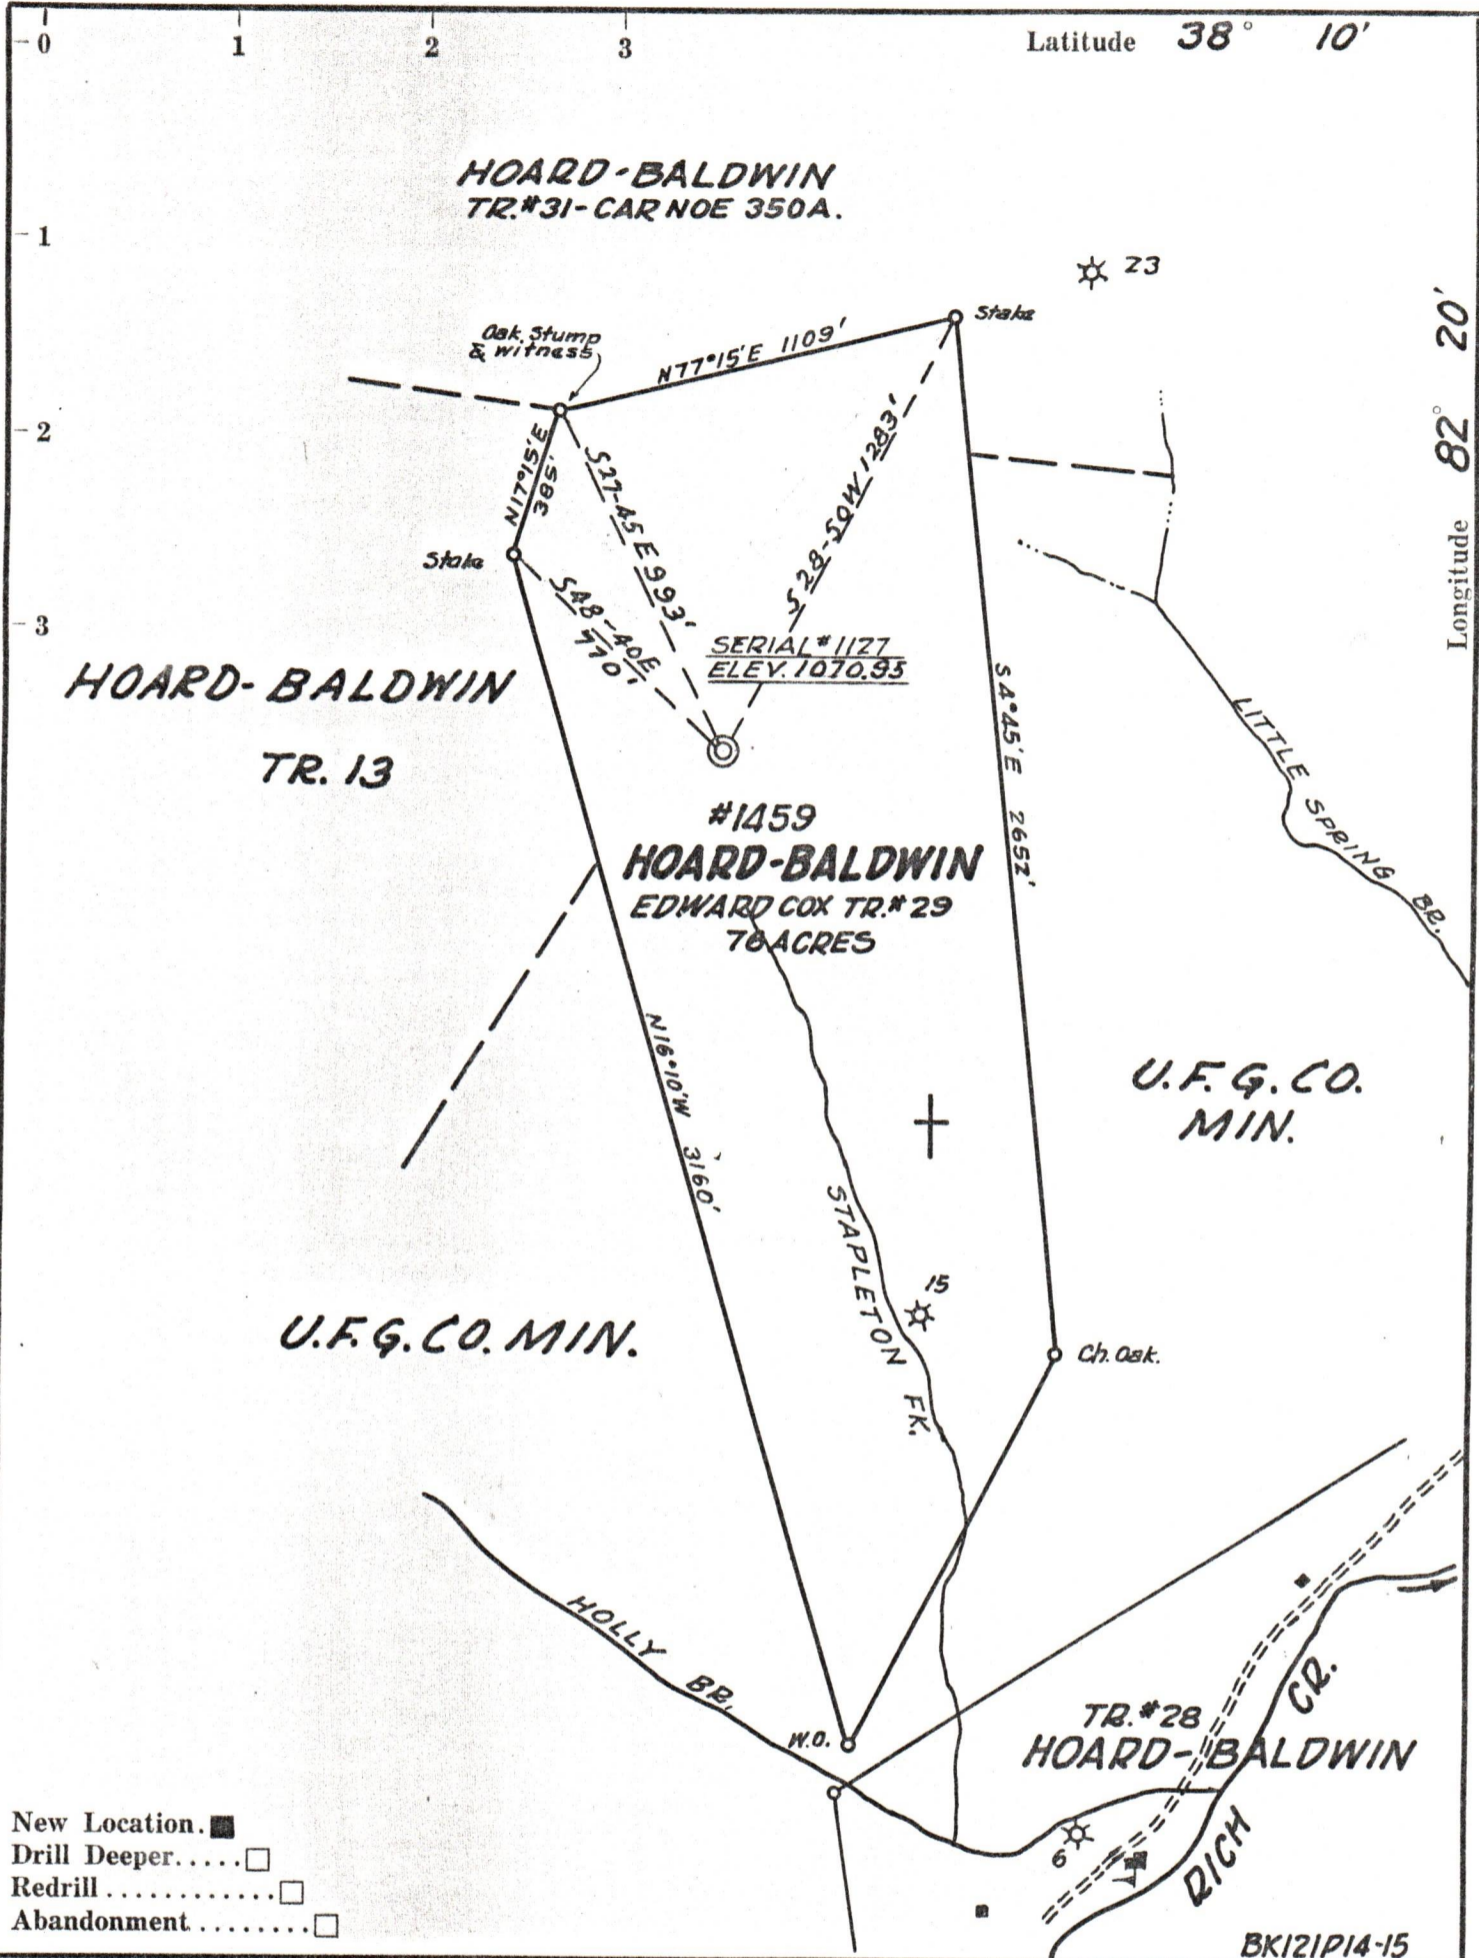 0 1 2 3 Latitude 38° 10'
HOARD-BALDWIN
TR.#31-CAR NOE 350A.
1
23
82° 20'
Longitude
Stake
Oak Stump
& witness
N77°15'E 1109'
2
N17°15'E
385'
S27-45E 993'
S28-50W 1283'
Stake
S48-40E
770'
3
SERIAL #1127
ELEV. 1070.95
HOARD-BALDWIN
TR. 13
S4°45'E 2652'
LITTLE SPRING BR.
#1459
HOARD-BALDWIN
EDWARD COX TR.#29
76 ACRES
N16°10'W 3160'
U.F.G. CO.
MIN.
STAPLETON FK.
15
U.F.G. CO. MIN.
Ch. Oak.
HOLLY BR.
W.O.
TR.#28
HOARD-BALDWIN
RICH CR.
6
New Location.
Drill Deeper.....
Redrill............
Abandonment........
BK121P14-15